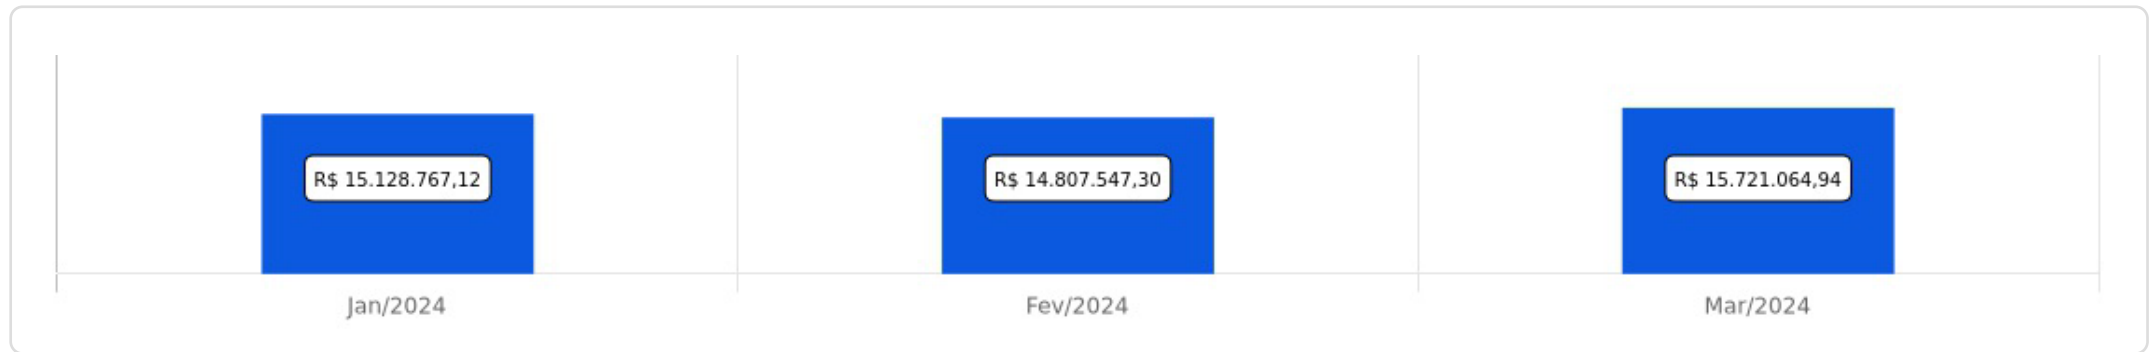 R$ 15.128.767,12
R$ 14.807.547,30
R$ 15.721.064,94
Jan/2024
Fev/2024
Mar/2024